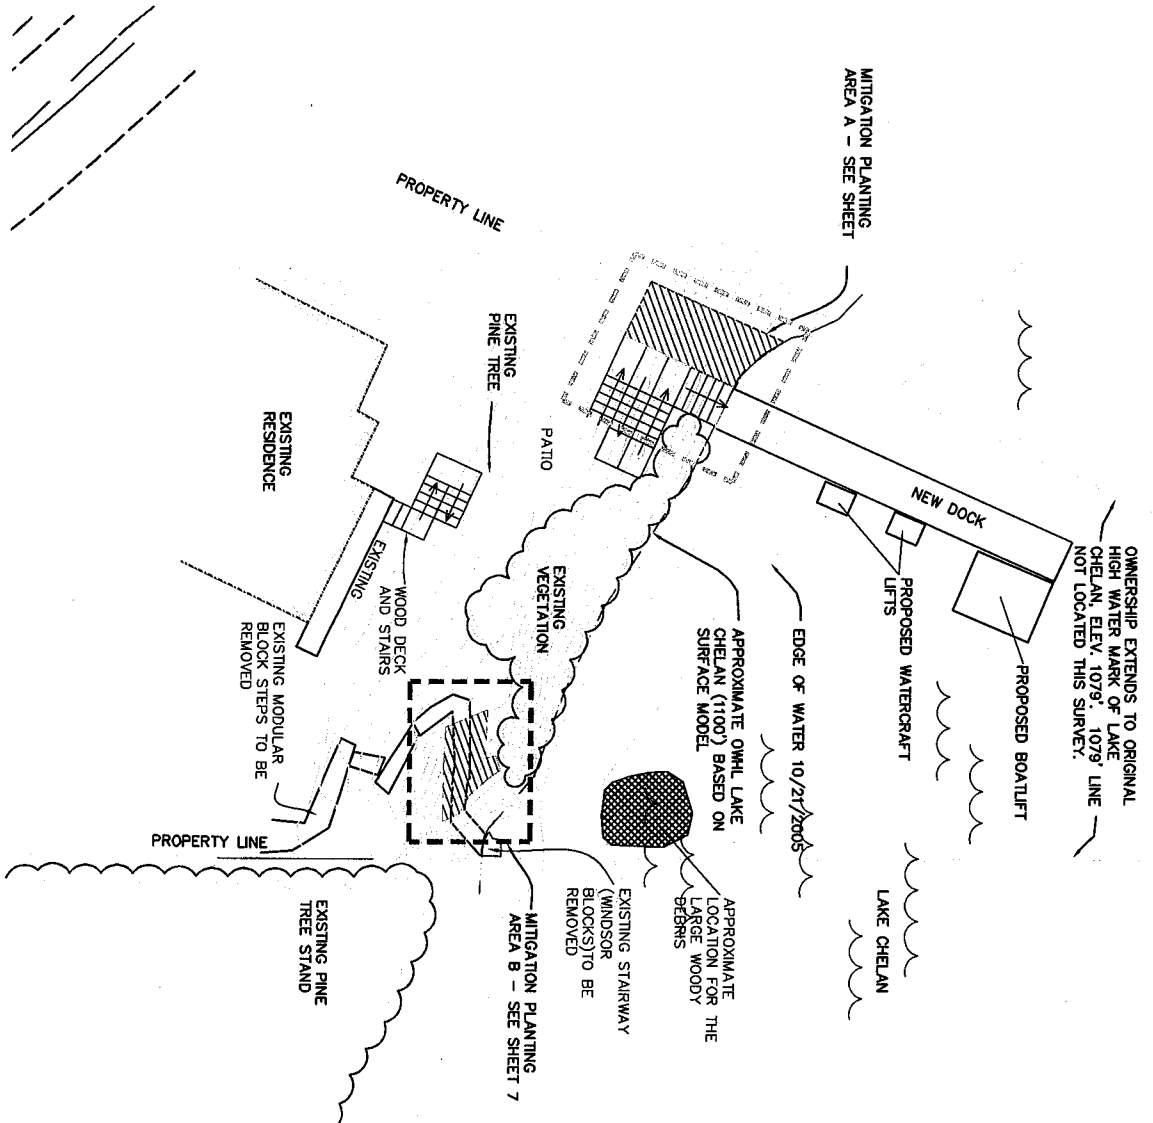 MITIGATION PLANTING
AREA A - SEE SHEET
PROPERTY LINE
EXISTING
PINE TREE
PATIO
EXISTING
RESIDENCE
EXISTING
WOOD DECK
AND STAIRS
EXISTING MODULAR
BLOCK STEPS TO BE
REMOVED
PROPERTY LINE
EXISTING PINE
TREE STAND
EXISTING
VEGETATION
MITIGATION PLANTING
AREA B - SEE SHEET 7
EXISTING STAIRWAY
(WINDSOR
BLOCKS)TO BE
REMOVED
APPROXIMATE
LOCATION FOR THE
LARGE WOODY
DEBRIS
APPROXIMATE OWHL LAKE
CHELAN (1100') BASED ON
SURFACE MODEL
EDGE OF WATER 10/21/2005
LAKE CHELAN
PROPOSED WATERCRAFT
LIFTS
NEW DOCK
PROPOSED BOATLIFT
OWNERSHIP EXTENDS TO ORIGINAL
HIGH WATER MARK OF LAKE
CHELAN, ELEV. 1079'. 1079' LINE
NOT LOCATED THIS SURVEY.